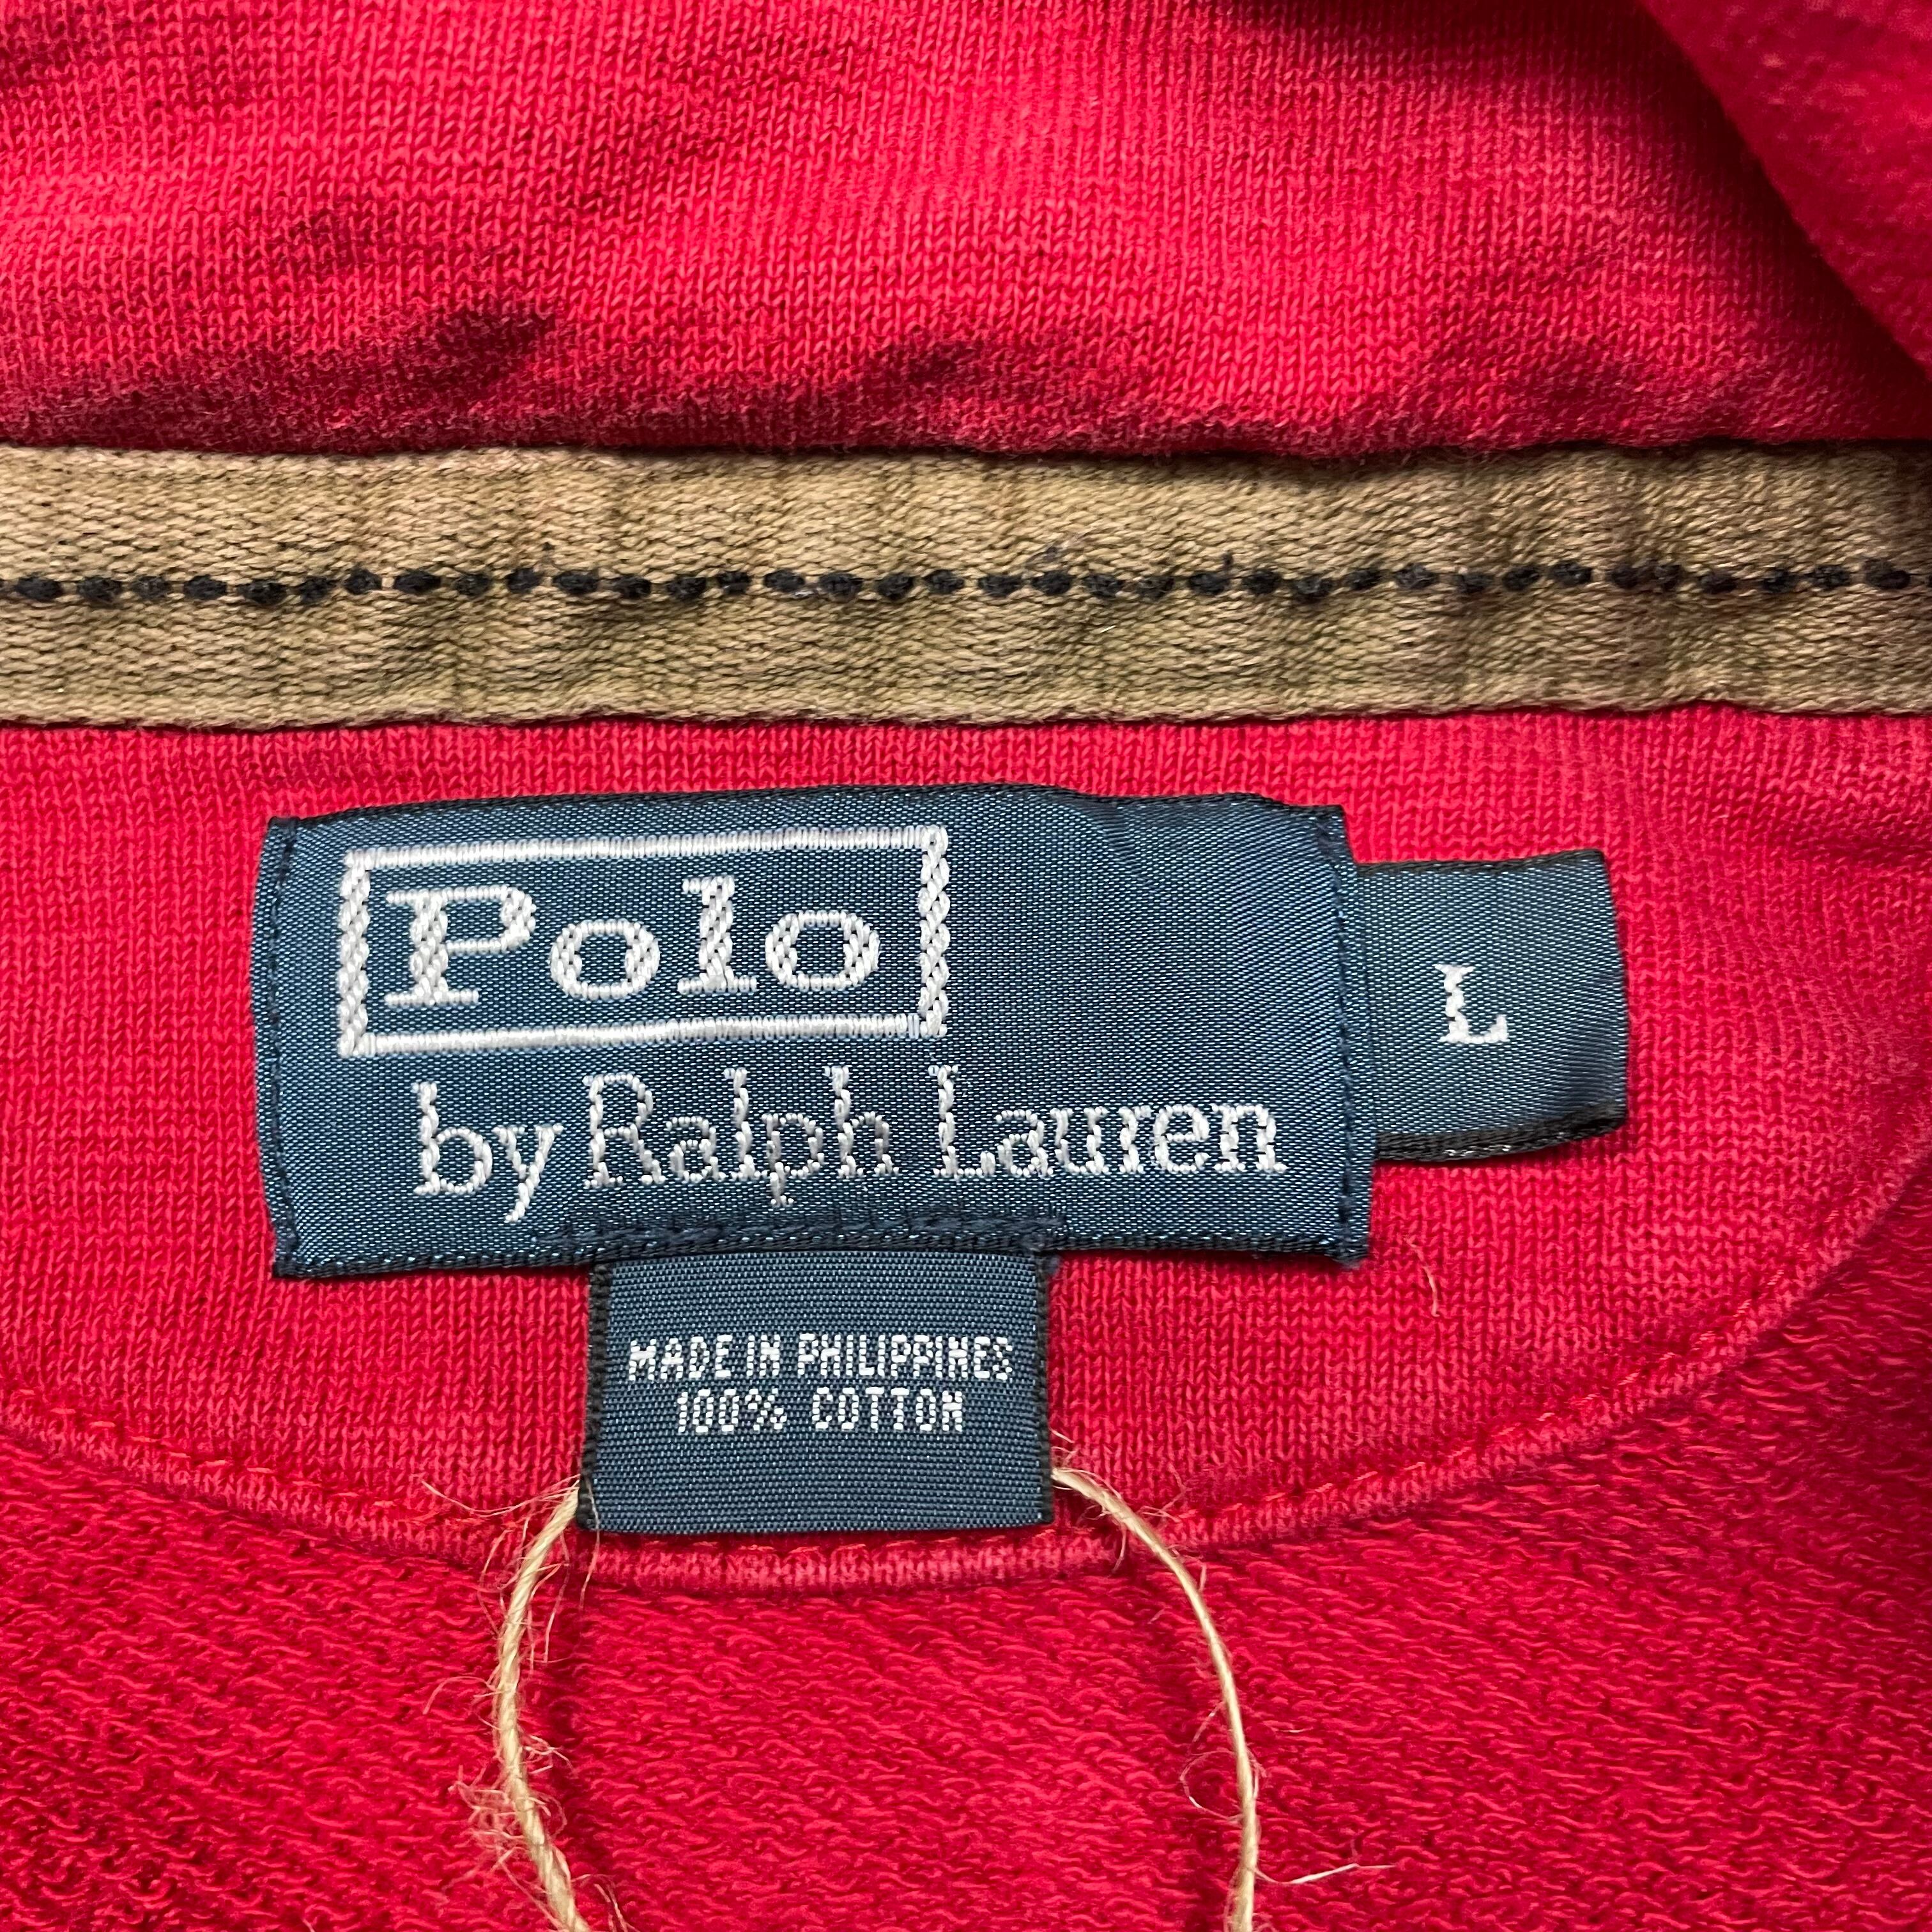 Polo
by Ralph Lauren
L
MADE IN PHILIPPINES
100% COTTON